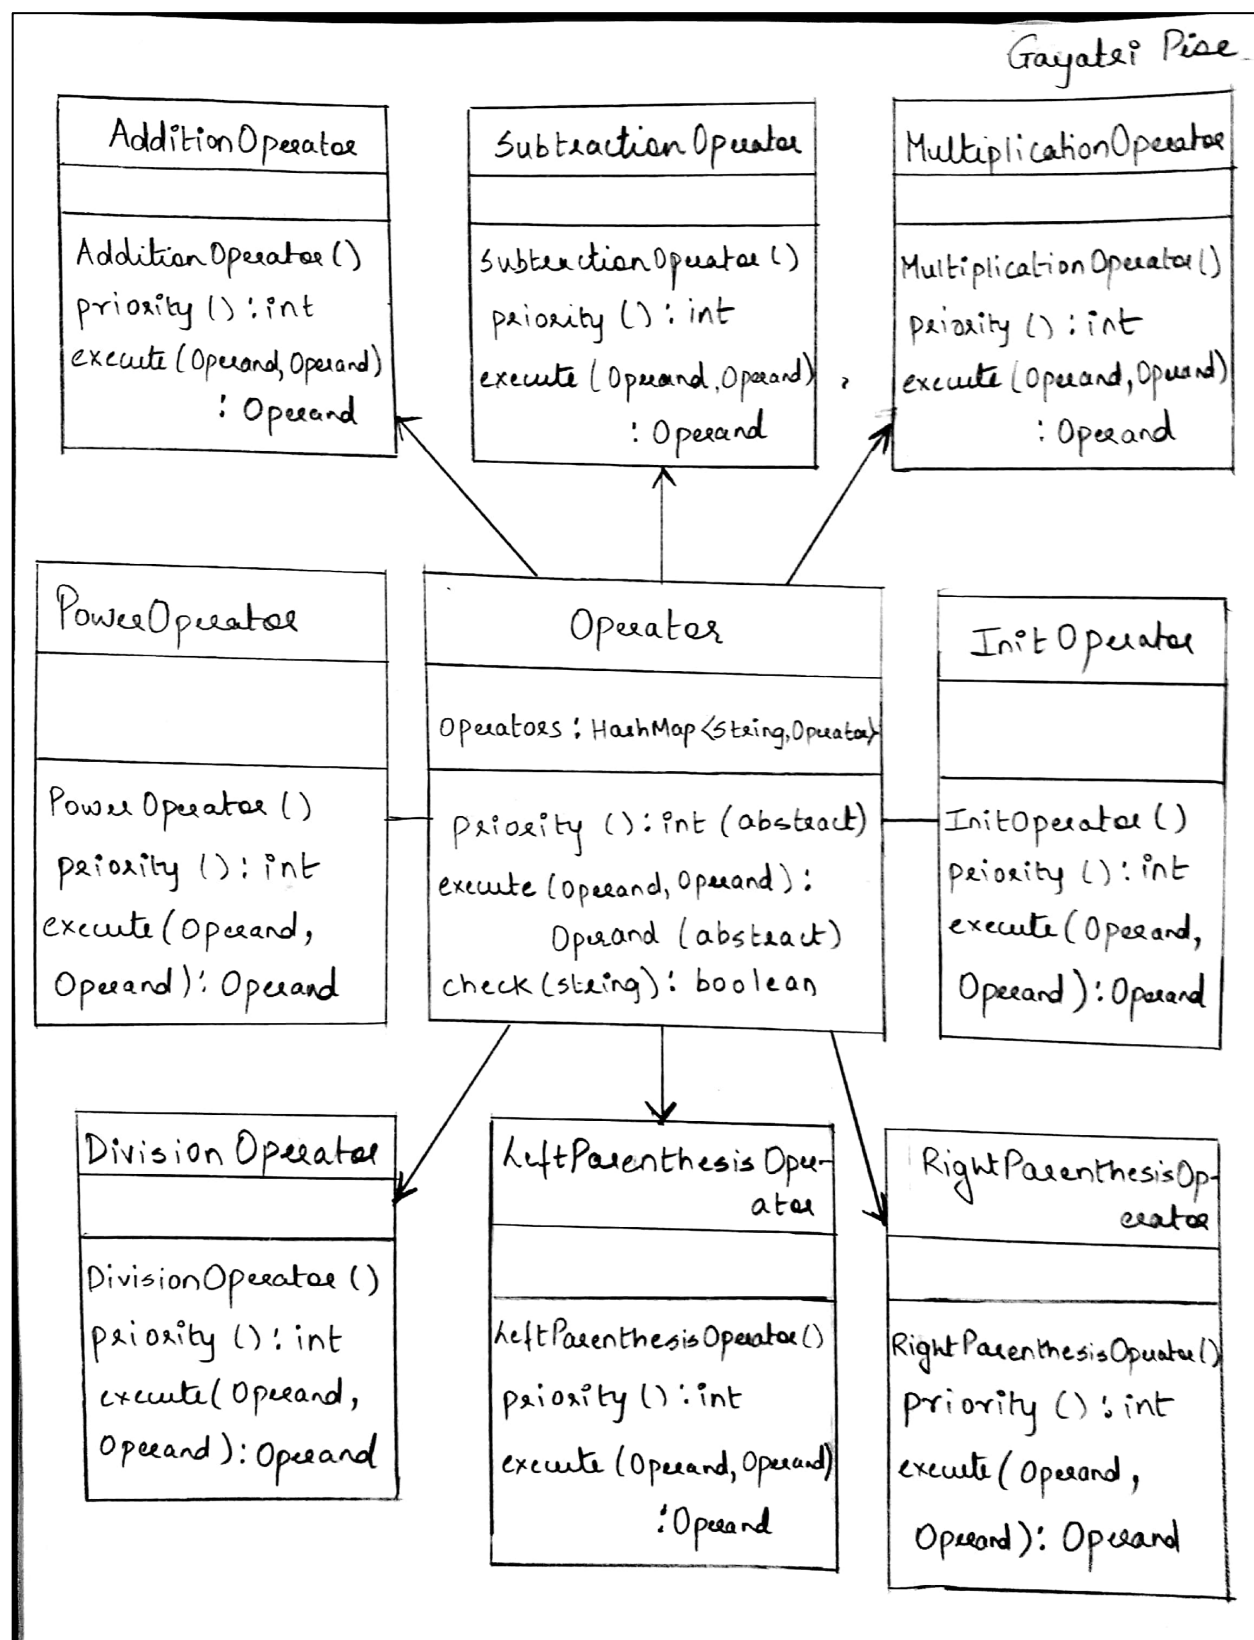 Gayatri Pise
AdditionOperator
AdditionOperator()
priority () : int
execute (Operand, Operand)
: Operand
SubtractionOperator
SubtractionOperator ()
priority () : int
execute (Operand, Operand)
: Operand
MultiplicationOperator
MultiplicationOperator()
priority () : int
execute (Operand, Operand)
: Operand
PowerOperator
PowerOperator ()
priority () : int
execute (Operand,
Operand) : Operand
Operator
Operators : HashMap<String, Operator>
priority () : int (abstract)
execute (Operand, Operand) :
Operand (abstract)
check (string) : boolean
InitOperator
InitOperator ()
priority () : int
execute (Operand,
Operand) : Operand
Division Operator
DivisionOperator ()
priority () : int
execute (Operand,
Operand) : Operand
LeftParenthesisOper-
ator
LeftParenthesisOperator ()
priority () : int
execute (Operand, Operand)
: Operand
RightParenthesisOp-
erator
RightParenthesisOperator()
priority () : int
execute (Operand,
Operand) : Operand